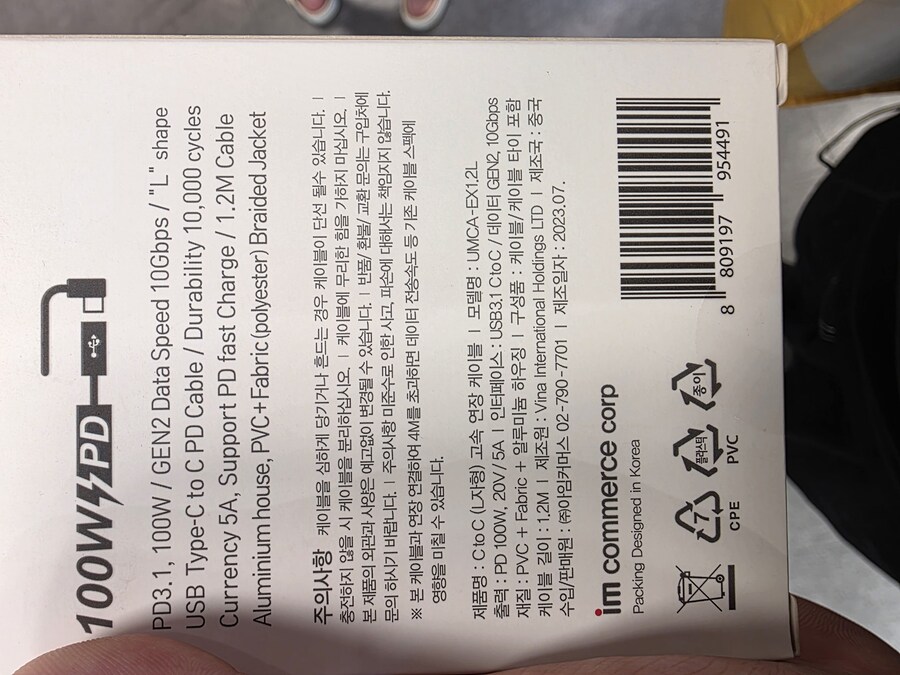 100W PD
PD3.1, 100W / GEN2 Data Speed 10Gbps / "L" shape
USB Type-C to C PD Cable / Durability 10,000 cycles
Currency 5A, Support PD fast Charge / 1.2M Cable
Aluminium house, PVC+Fabric(polyester) Braided Jacket
주의사항 케이블을 심하게 당기거나 흔드는 경우 케이블이 단선 될수 있습니다. |
충전하지 않을 시 케이블을 분리하십시오. | 케이블에 무리한 힘을 가하지 마십시오. |
본 제품의 외관과 사양은 예고없이 변경될 수 있습니다. | 반품/ 환불/ 교환 문의는 구입처에
문의 하시기 바랍니다. | 주의사항 미준수로 인한 사고, 파손에 대해서는 책임지지 않습니다.
※ 본 케이블과 연장 연결하여 4M를 초과하면 데이터 전송속도 등 기존 케이블 스펙에
영향을 미칠 수 있습니다.
제품명 : C to C (L자형) 고속 연장 케이블 | 모델명 : UMCA-EX1.2L
출력 : PD 100W, 20V / 5A | 인터페이스 : USB3.1 C to C / 데이터 GEN2, 10Gbps
재질 : PVC + Fabric + 알루미늄 하우징 | 구성품 : 케이블/케이블 타이 포함
케이블 길이 : 1.2M | 제조원 : Vina International Holdings LTD | 제조국 : 중국
수입/판매원 : ㈜아임커머스 02-790-7701 | 제조일자 : 2023.07.
im commerce corp
Packing Designed in Korea
7
CPE
플라스틱
PVC
종이
8 809197 954491